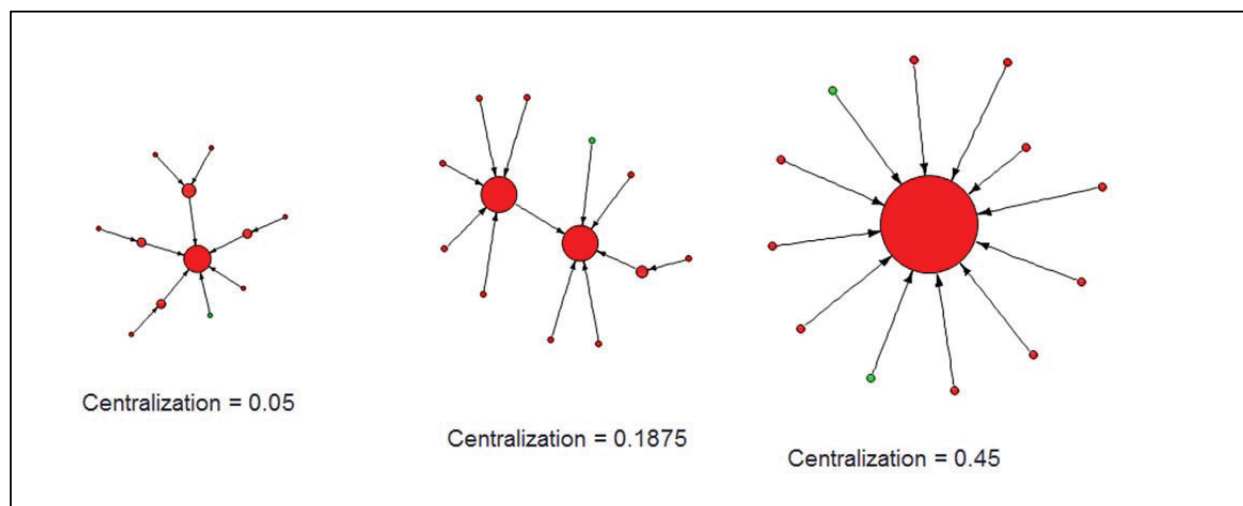 Centralization = 0.05
Centralization = 0.1875
Centralization = 0.45